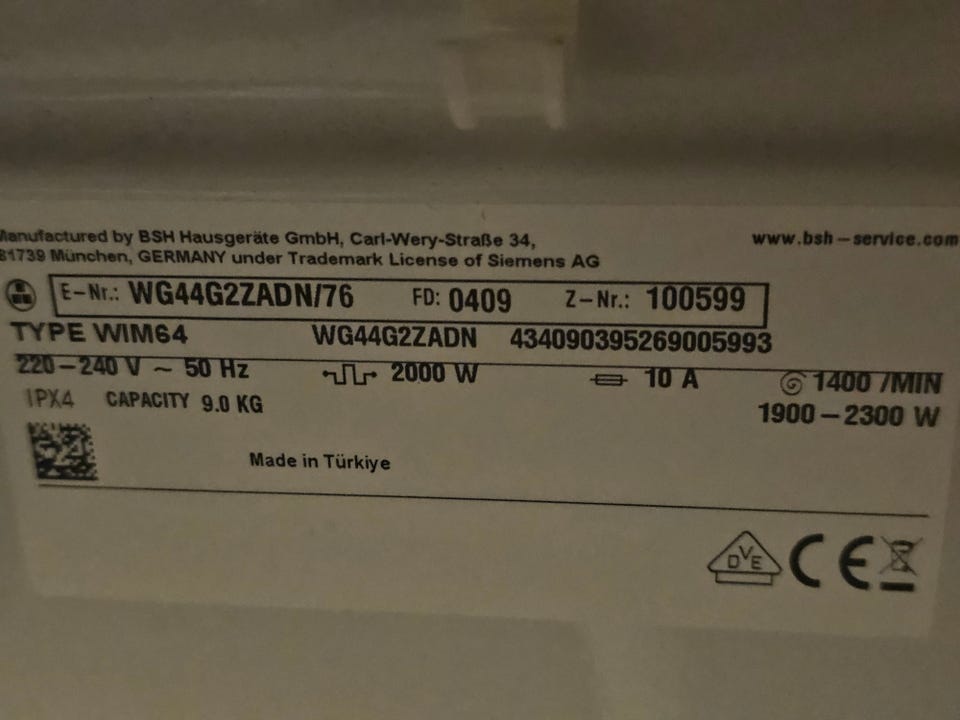 Manufactured by BSH Hausgeräte GmbH, Carl-Wery-Straße 34,
81739 München, GERMANY under Trademark License of Siemens AG
www.bsh-service.com
E-Nr.: WG44G2ZADN/76 FD: 0409 Z-Nr.: 100599
TYPE WIM64 WG44G2ZADN 434090395269005993
220-240 V ~ 50 Hz 2000 W 10 A 1400 /MIN
IPX4 CAPACITY 9.0 KG 1900-2300 W
Made in Türkiye
DVE CE